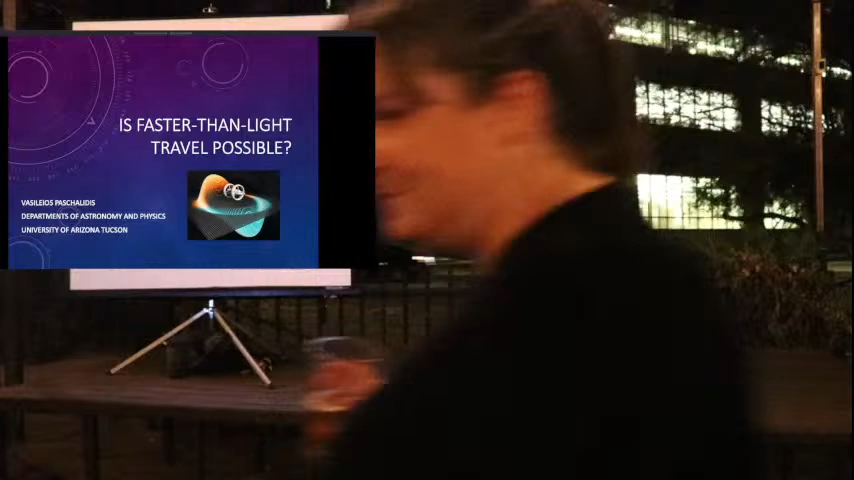 IS FASTER-THAN-LIGHT
TRAVEL POSSIBLE?
VASILEIOS PASCHALIDIS
DEPARTMENTS OF ASTRONOMY AND PHYSICS
UNIVERSITY OF ARIZONA TUCSON